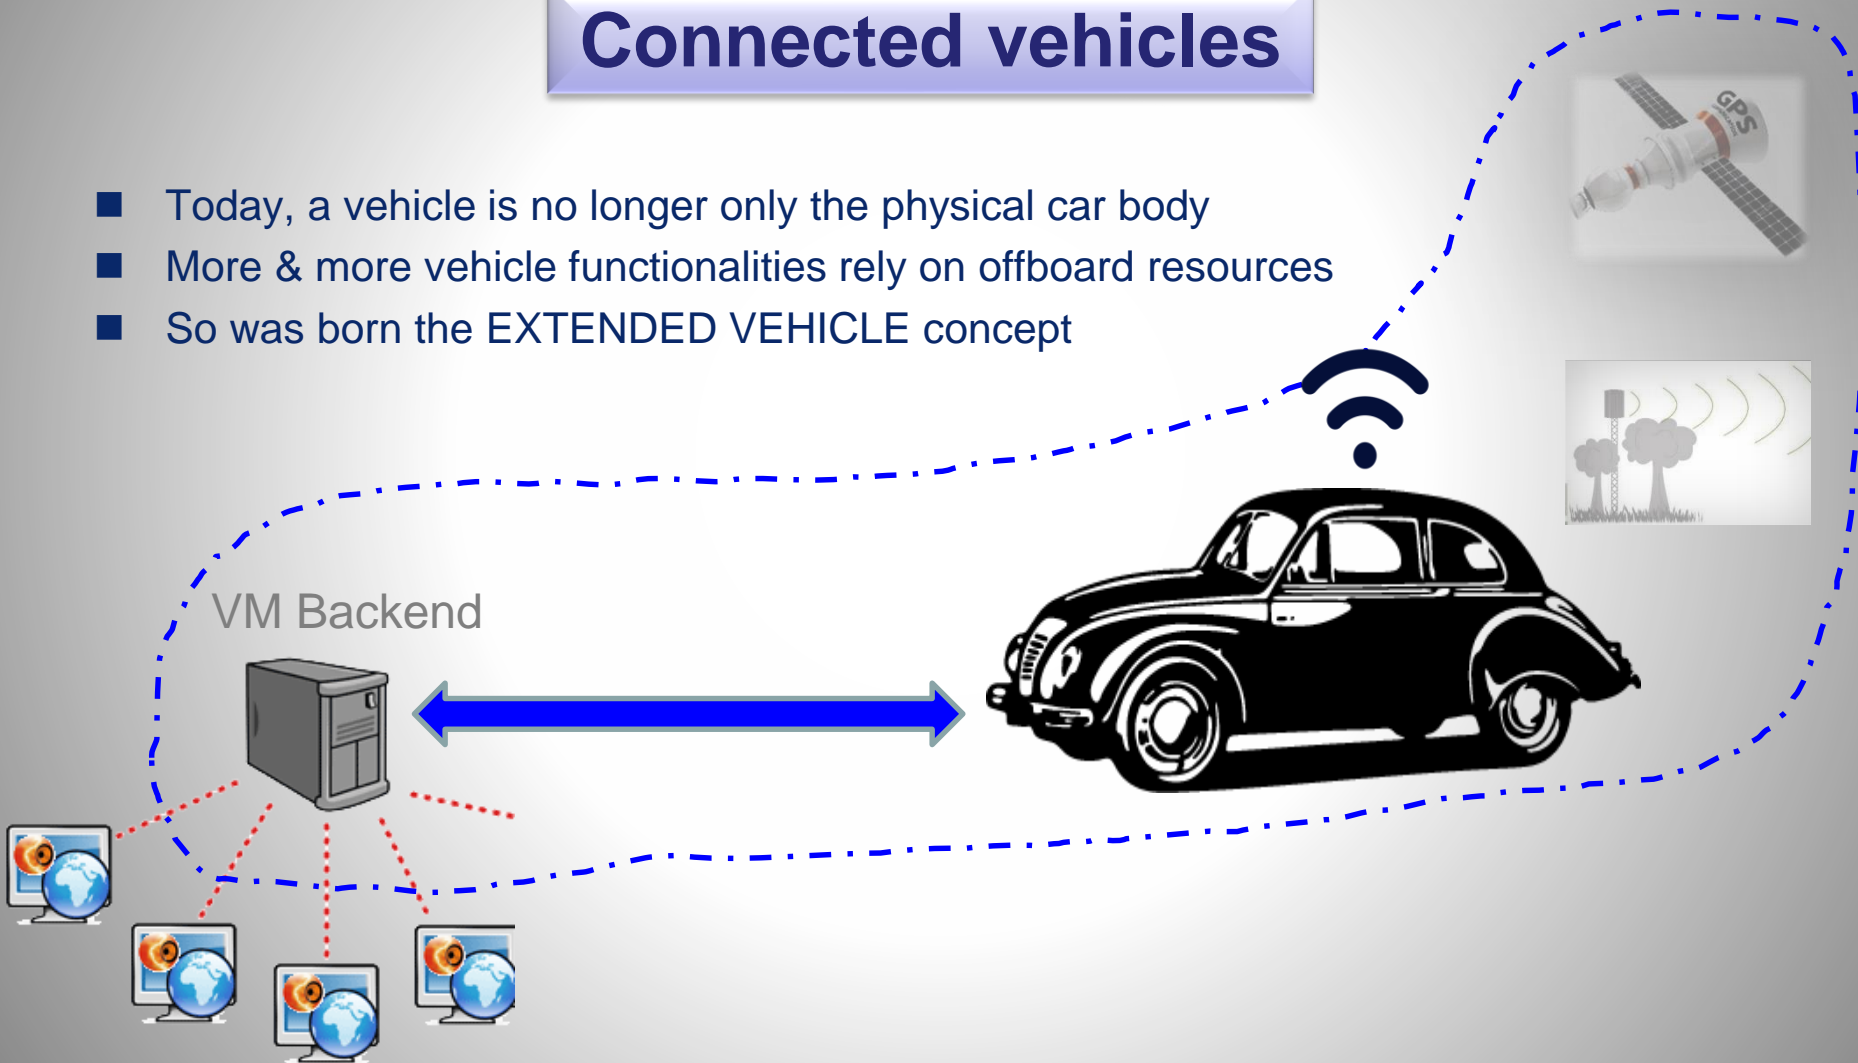 Connected vehicles
GPS
Today, a vehicle is no longer only the physical car body
More & more vehicle functionalities rely on offboard resources
So was born the EXTENDED VEHICLE concept
VM Backend